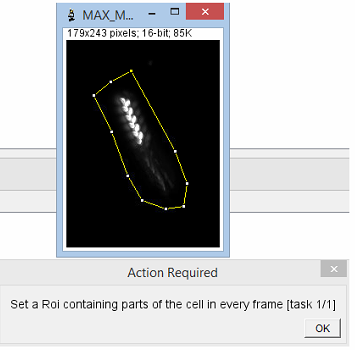 MAX_M...
179x243 pixels; 16-bit; 85K
Action Required
Set a Roi containing parts of the cell in every frame [task 1/1]
OK